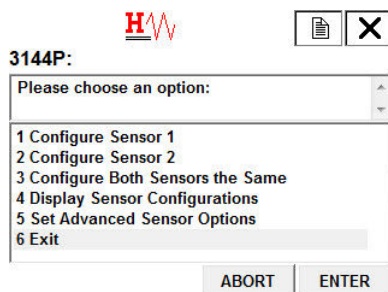 H
3144P:
Please choose an option:
1 Configure Sensor 1
2 Configure Sensor 2
3 Configure Both Sensors the Same
4 Display Sensor Configurations
5 Set Advanced Sensor Options
6 Exit
ABORT ENTER